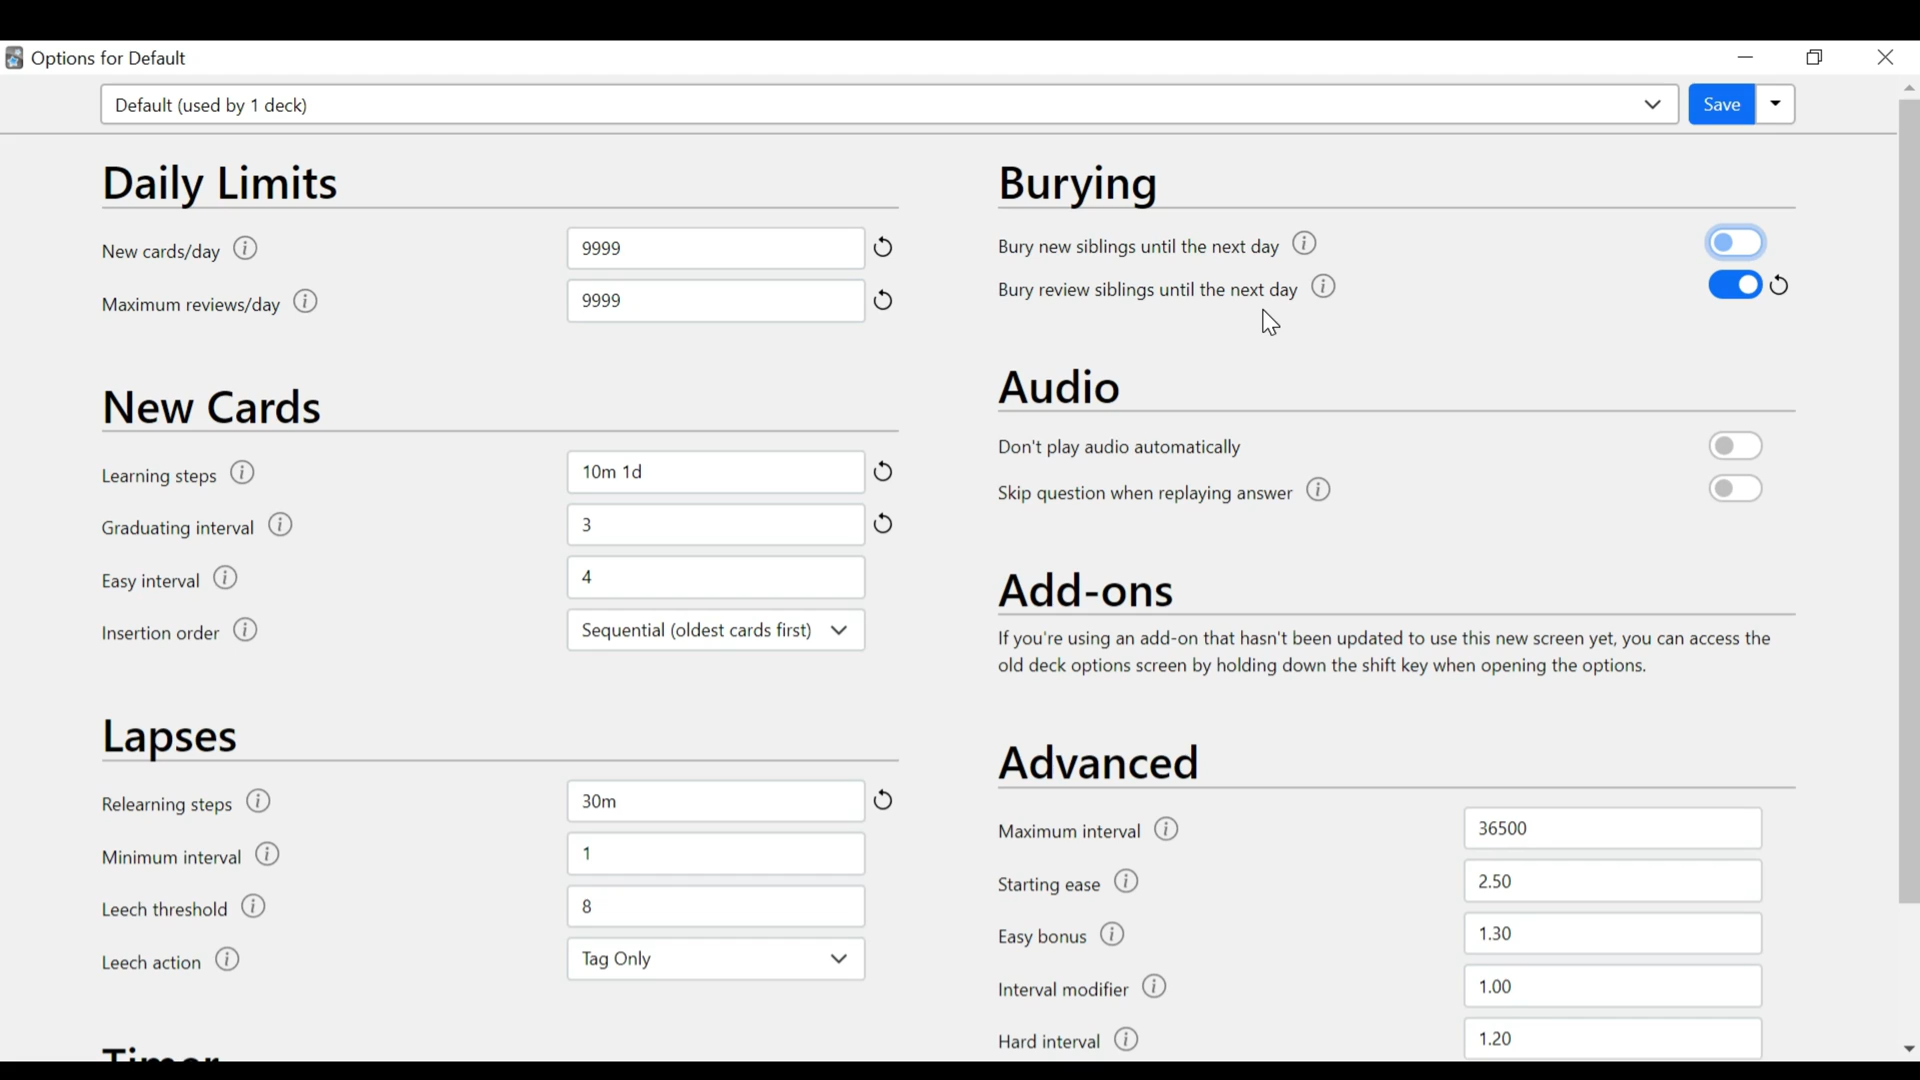 Options for Default
Default (used by 1 deck)
Save
Daily Limits
New cards/day
9999
Maximum reviews/day
9999
New Cards
Learning steps
10m 1d
Graduating interval
3
Easy interval
4
Insertion order
Sequential (oldest cards first)
Lapses
Relearning steps
30m
Minimum interval
1
Leech threshold
8
Leech action
Tag Only
Timer
Burying
Bury new siblings until the next day
Bury review siblings until the next day
Audio
Don't play audio automatically
Skip question when replaying answer
Add-ons
If you're using an add-on that hasn't been updated to use this new screen yet, you can access the
old deck options screen by holding down the shift key when opening the options.
Advanced
Maximum interval
36500
Starting ease
2.50
Easy bonus
1.30
Interval modifier
1.00
Hard interval
1.20